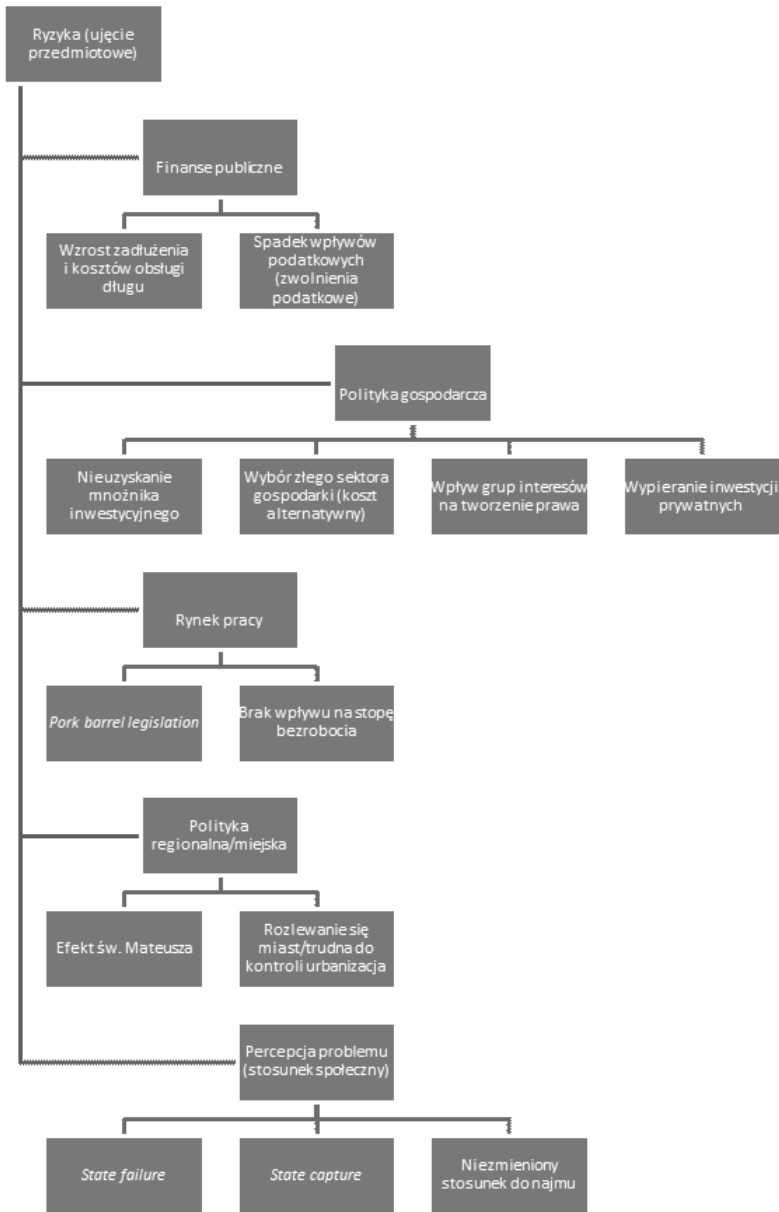 Ryzyka (ujęcie
przedmiotowe)
Finanse publiczne
Wzrost zadłużenia
i kosztów obsługi
długu
Spadek wpływów
podatkowych
(zwolnienia
podatkowe)
Polityka gospodarcza
Nieuzyskanie
mnożnika
inwestycyjnego
Wybór złego sektora
gospodarki (koszt
alternatywny)
Wpływ grup interesów
na tworzenie prawa
Wypieranie inwestycji
prywatnych
Rynek pracy
Pork barrel legislation
Brak wpływu na stopę
bezrobocia
Polityka
regionalna/miejska
Efekt św. Mateusza
Rozlewanie się
miast/trudna do
kontroli urbanizacja
Percepcja problemu
(stosunek społeczny)
State failure
State capture
Niezmieniony
stosunek do najmu